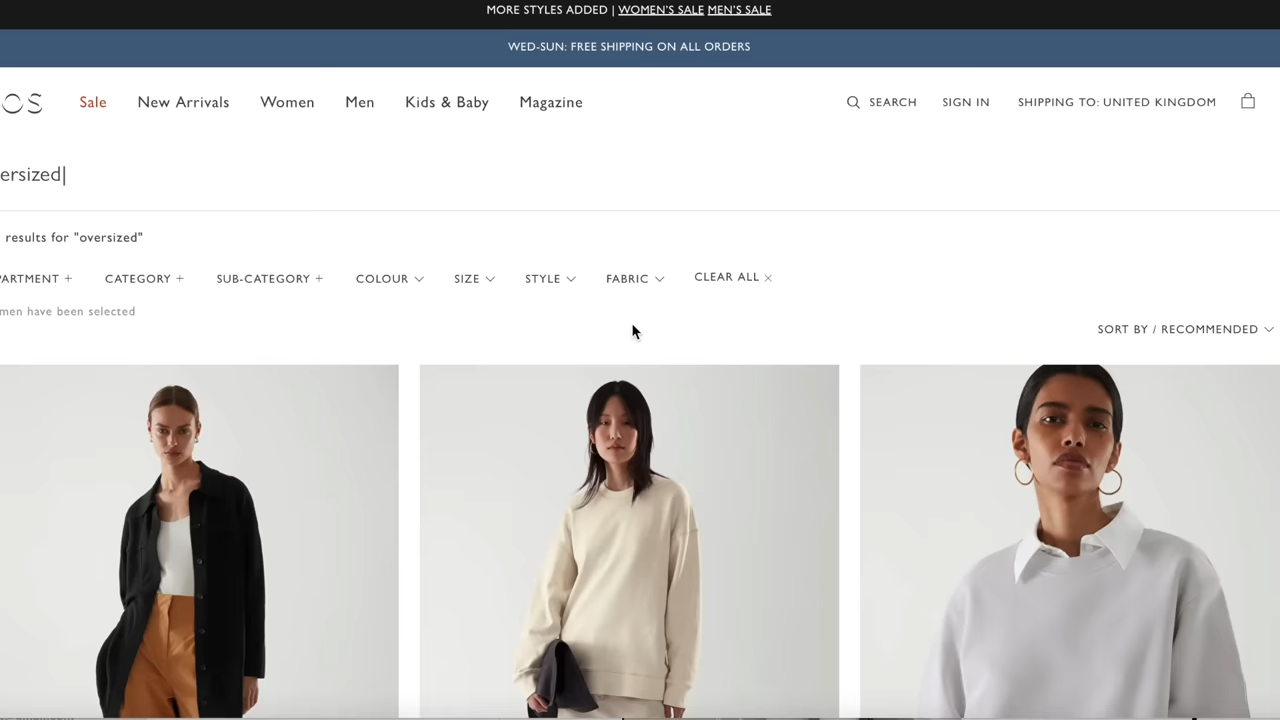 MORE STYLES ADDED | WOMEN'S SALE MEN'S SALE
WED-SUN: FREE SHIPPING ON ALL ORDERS
OS Sale New Arrivals Women Men Kids & Baby Magazine SEARCH SIGN IN SHIPPING TO: UNITED KINGDOM
ersized
results for "oversized"
PARTMENT + CATEGORY + SUB-CATEGORY + COLOUR SIZE STYLE FABRIC CLEAR ALL ×
men have been selected
SORT BY / RECOMMENDED